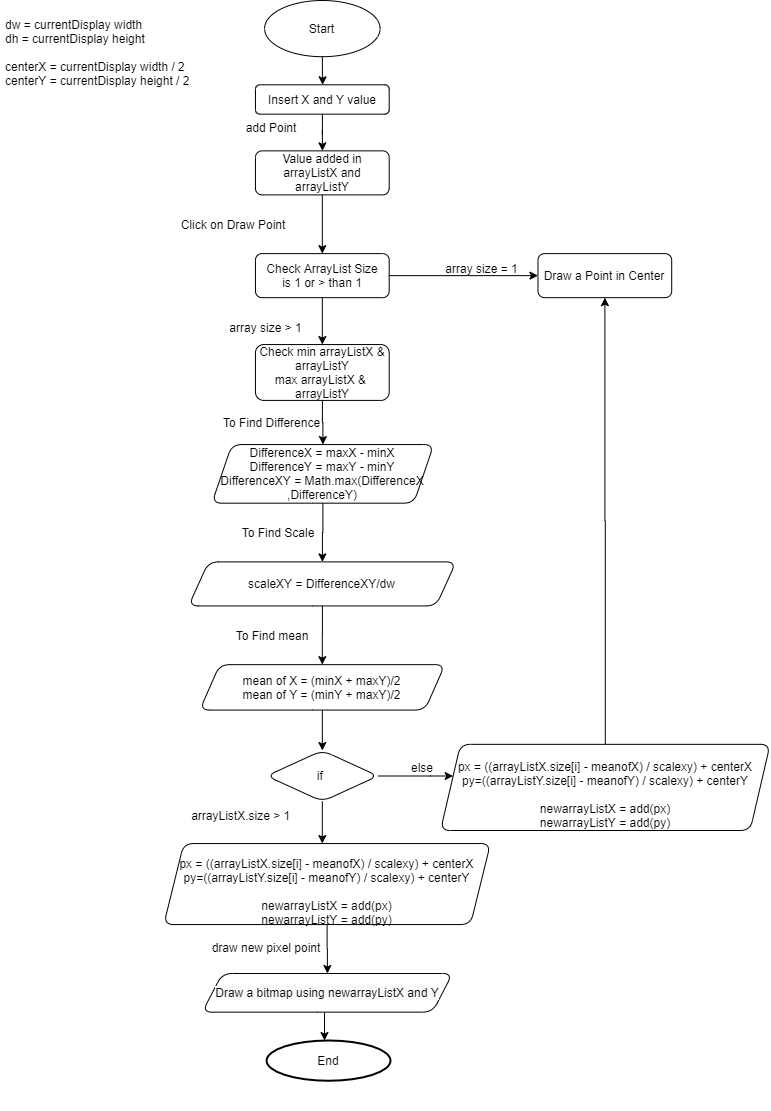 dw = currentDisplay width
dh = currentDisplay height
centerX = currentDisplay width / 2
centerY = currentDisplay height / 2
Start
Insert X and Y value
add Point
Value added in
arrayListX and
arrayListY
Click on Draw Point
Check ArrayList Size
is 1 or > than 1
array size = 1
Draw a Point in Center
array size > 1
Check min arrayListX &
arrayListY
max arrayListX &
arrayListY
To Find Difference
DifferenceX = maxX - minX
DifferenceY = maxY - minY
DifferenceXY = Math.max(DifferenceX
,DifferenceY)
To Find Scale
scaleXY = DifferenceXY/dw
To Find mean
mean of X = (minX + maxY)/2
mean of Y = (minY + maxY)/2
if
else
px = ((arrayListX.size[i] - meanofX) / scalexy) + centerX
py=((arrayListY.size[i] - meanofY) / scalexy) + centerY
newarrayListX = add(px)
newarrayListY = add(py)
arrayListX.size > 1
px = ((arrayListX.size[i] - meanofX) / scalexy) + centerX
py=((arrayListY.size[i] - meanofY) / scalexy) + centerY
newarrayListX = add(px)
newarrayListY = add(py)
draw new pixel point
Draw a bitmap using newarrayListX and Y
End